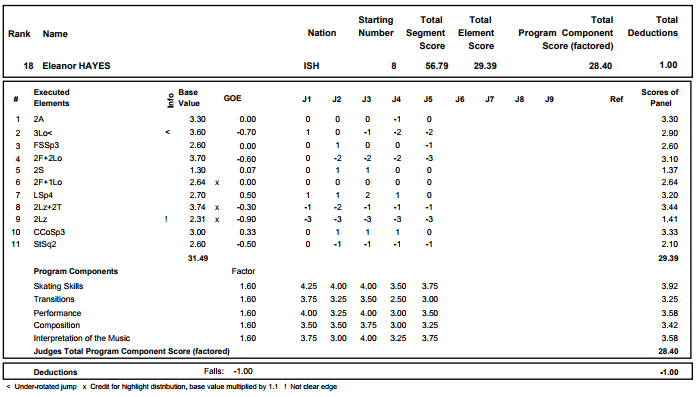 Rank Name Nation Starting Number Total Segment Score Total Element Score Total Program Component Score (factored) Total Deductions
18 Eleanor HAYES ISH 8 56.79 29.39 28.40 1.00
# Executed Elements Info Base Value GOE J1 J2 J3 J4 J5 J6 J7 J8 J9 Ref Scores of Panel
1 2A 3.30 0.00 0 0 0 -1 0 3.30
2 3Lo< < 3.60 -0.70 1 0 -1 -2 -2 2.90
3 FSSp3 2.60 0.00 0 1 0 0 -1 2.60
4 2F+2Lo 3.70 -0.60 0 -2 -2 -2 -3 3.10
5 2S 1.30 0.07 0 1 1 0 0 1.37
6 2F+1Lo 2.64 x 0.00 0 0 0 0 0 2.64
7 LSp4 2.70 0.50 1 1 2 1 0 3.20
8 2Lz+2T 3.74 x -0.30 -1 -2 -1 -1 -1 3.44
9 2Lz ! 2.31 x -0.90 -3 -3 -3 -3 -3 1.41
10 CCoSp3 3.00 0.33 0 1 1 1 0 3.33
11 StSq2 2.60 -0.50 0 -1 -1 -1 -1 2.10
31.49 29.39
Program Components Factor
Skating Skills 1.60 4.25 4.00 4.00 3.50 3.75 3.92
Transitions 1.60 3.75 3.25 3.50 2.50 3.00 3.25
Performance 1.60 4.00 3.25 4.00 3.00 3.50 3.58
Composition 1.60 3.50 3.50 3.75 3.00 3.25 3.42
Interpretation of the Music 1.60 3.75 3.00 4.00 3.25 3.75 3.58
Judges Total Program Component Score (factored) 28.40
Deductions Falls: -1.00 -1.00
< Under-rotated jump x Credit for highlight distribution, base value multiplied by 1.1 ! Not clear edge